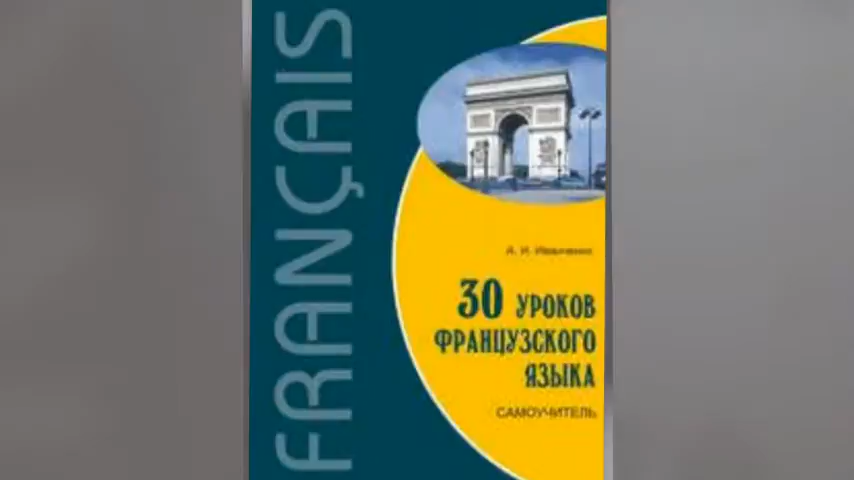 FRANÇAIS
А. И. Иванченко
30 УРОКОВ
ФРАНЦУЗСКОГО
ЯЗЫКА
САМОУЧИТЕЛЬ